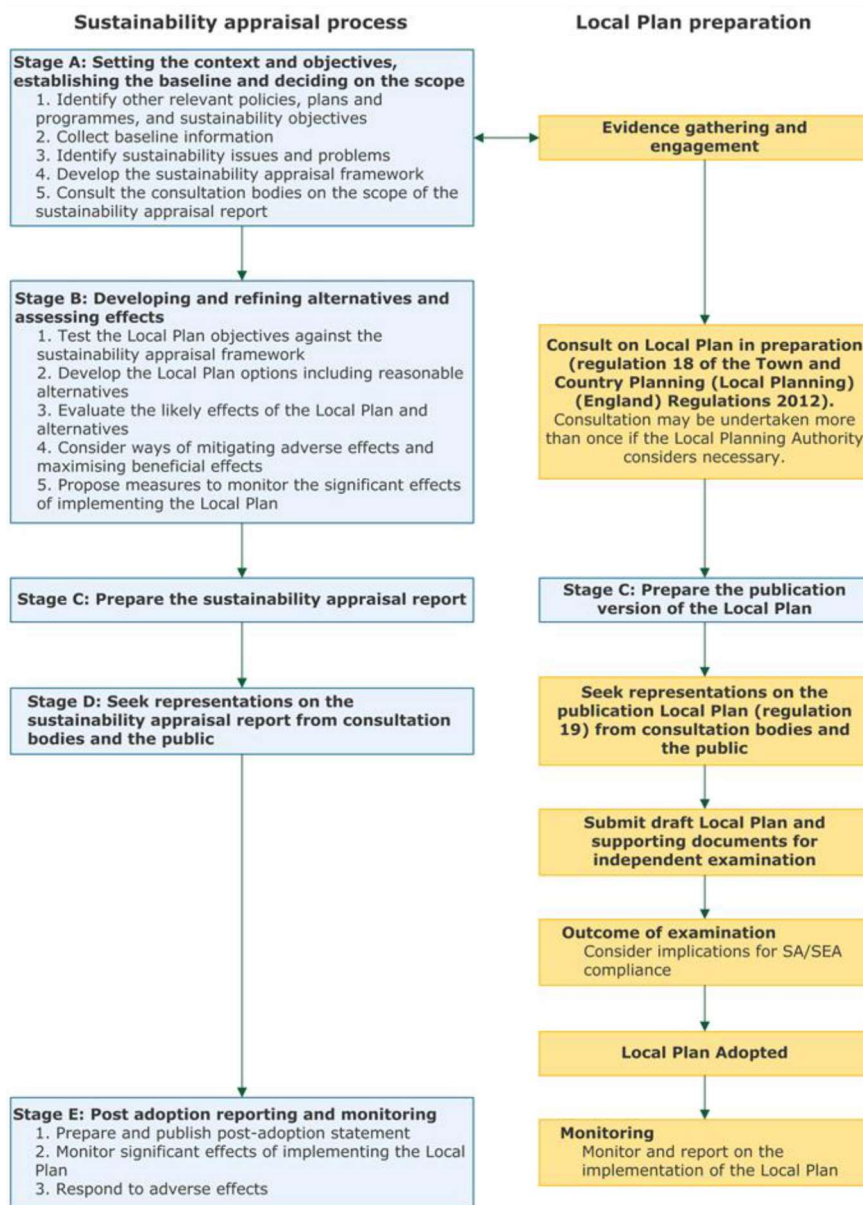 Sustainability appraisal process
Local Plan preparation
Stage A: Setting the context and objectives,
establishing the baseline and deciding on the scope
1. Identify other relevant policies, plans and
programmes, and sustainability objectives
2. Collect baseline information
3. Identify sustainability issues and problems
4. Develop the sustainability appraisal framework
5. Consult the consultation bodies on the scope of the
sustainability appraisal report
Evidence gathering and
engagement
Stage B: Developing and refining alternatives and
assessing effects
1. Test the Local Plan objectives against the
sustainability appraisal framework
2. Develop the Local Plan options including reasonable
alternatives
3. Evaluate the likely effects of the Local Plan and
alternatives
4. Consider ways of mitigating adverse effects and
maximising beneficial effects
5. Propose measures to monitor the significant effects
of implementing the Local Plan
Consult on Local Plan in preparation
(regulation 18 of the Town and
Country Planning (Local Planning)
(England) Regulations 2012).
Consultation may be undertaken more
than once if the Local Planning Authority
considers necessary.
Stage C: Prepare the sustainability appraisal report
Stage C: Prepare the publication
version of the Local Plan
Stage D: Seek representations on the
sustainability appraisal report from consultation
bodies and the public
Seek representations on the
publication Local Plan (regulation
19) from consultation bodies and
the public
Submit draft Local Plan and
supporting documents for
independent examination
Outcome of examination
Consider implications for SA/SEA
compliance
Local Plan Adopted
Stage E: Post adoption reporting and monitoring
1. Prepare and publish post-adoption statement
2. Monitor significant effects of implementing the Local
Plan
3. Respond to adverse effects
Monitoring
Monitor and report on the
implementation of the Local Plan